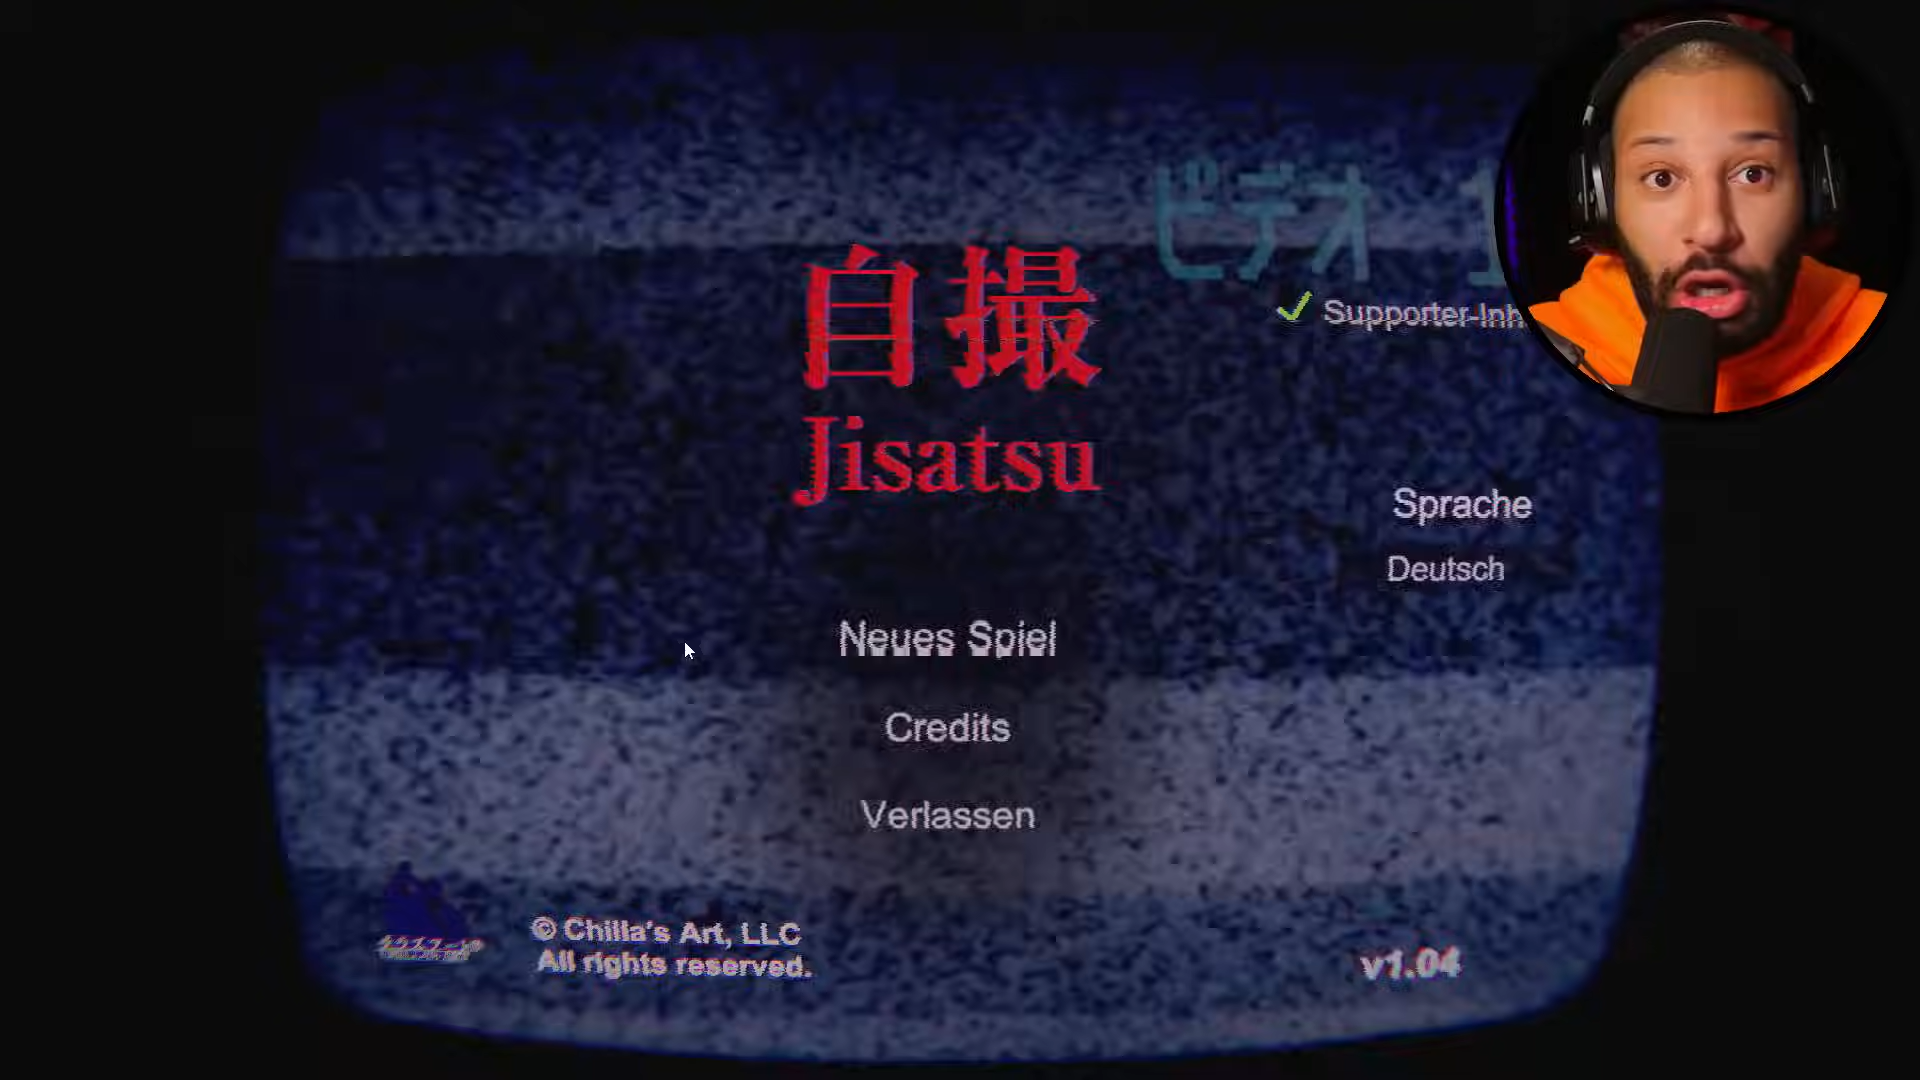 ビデオ 1
自撮
Supporter-Inh
Jisatsu
Sprache
Deutsch
Neues Spiel
Credits
Verlassen
© Chilla's Art, LLC
All rights reserved.
v1.04